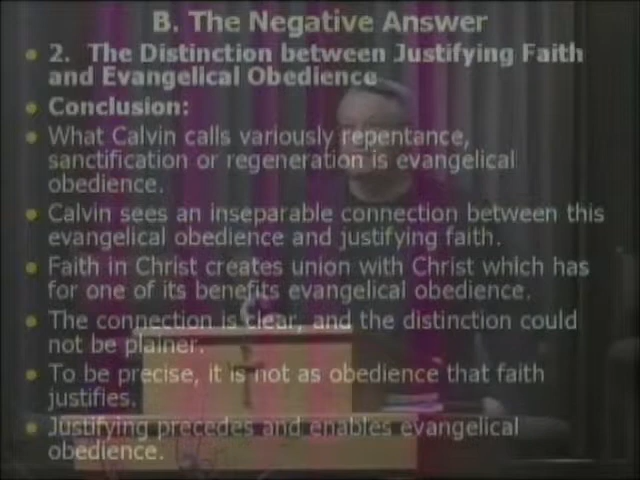 B. The Negative Answer
2. The Distinction between Justifying Faith
and Evangelical Obedience
Conclusion:
What Calvin calls variously repentance,
sanctification or regeneration is evangelical
obedience.
Calvin sees an inseparable connection between this
evangelical obedience and justifying faith.
Faith in Christ creates union with Christ which has
for one of its benefits evangelical obedience.
The connection is clear, and the distinction could
not be plainer.
To be precise, it is not as obedience that faith
justifies.
Justifying precedes and enables evangelical
obedience.